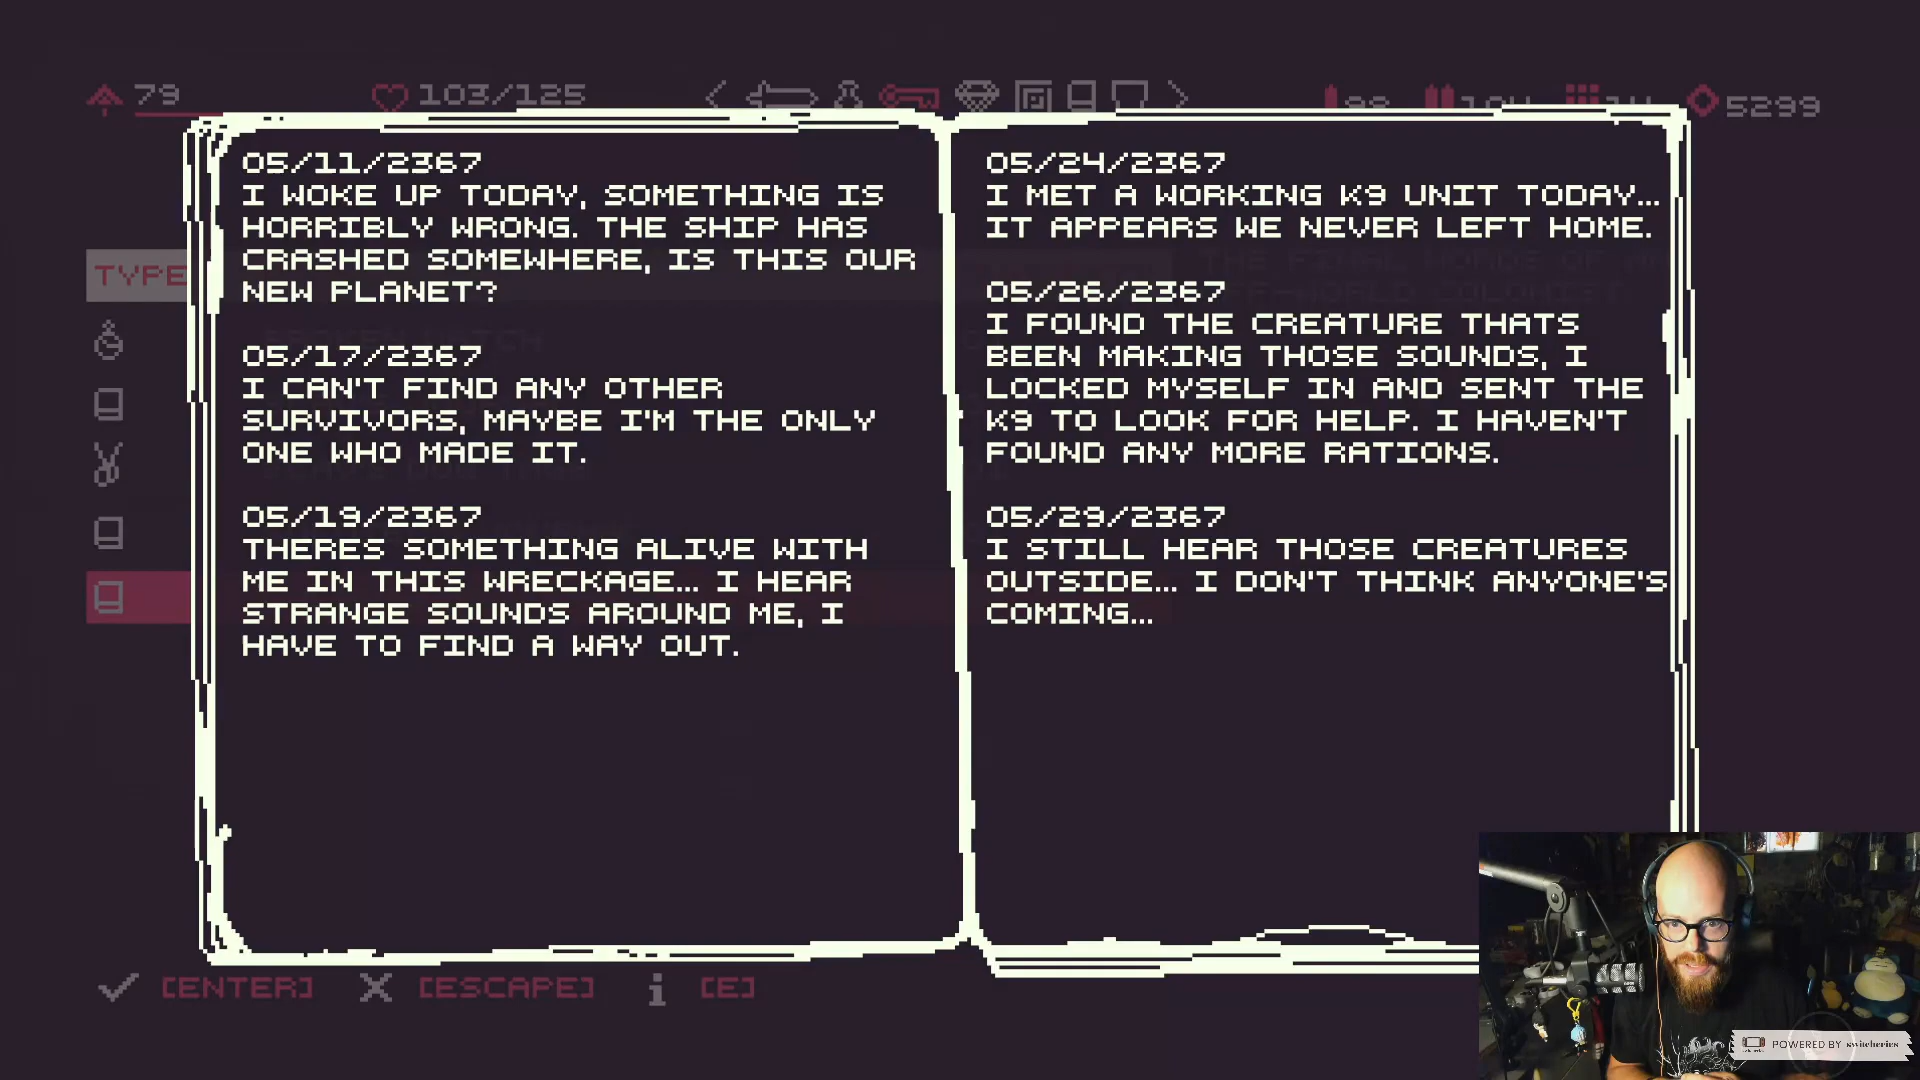 79
103/125
5299
05/11/2367
I WOKE UP TODAY, SOMETHING IS
HORRIBLY WRONG. THE SHIP HAS
CRASHED SOMEWHERE, IS THIS OUR
NEW PLANET?
05/17/2367
I CAN'T FIND ANY OTHER
SURVIVORS, MAYBE I'M THE ONLY
ONE WHO MADE IT.
05/19/2367
THERES SOMETHING ALIVE WITH
ME IN THIS WRECKAGE... I HEAR
STRANGE SOUNDS AROUND ME, I
HAVE TO FIND A WAY OUT.
05/24/2367
I MET A WORKING K9 UNIT TODAY...
IT APPEARS WE NEVER LEFT HOME.
05/26/2367
I FOUND THE CREATURE THATS
BEEN MAKING THOSE SOUNDS, I
LOCKED MYSELF IN AND SENT THE
K9 TO LOOK FOR HELP. I HAVEN'T
FOUND ANY MORE RATIONS.
05/29/2367
I STILL HEAR THOSE CREATURES
OUTSIDE... I DON'T THINK ANYONE'S
COMING...
TYPE
[ENTER] [ESCAPE] [E]
POWERED BY switcheries